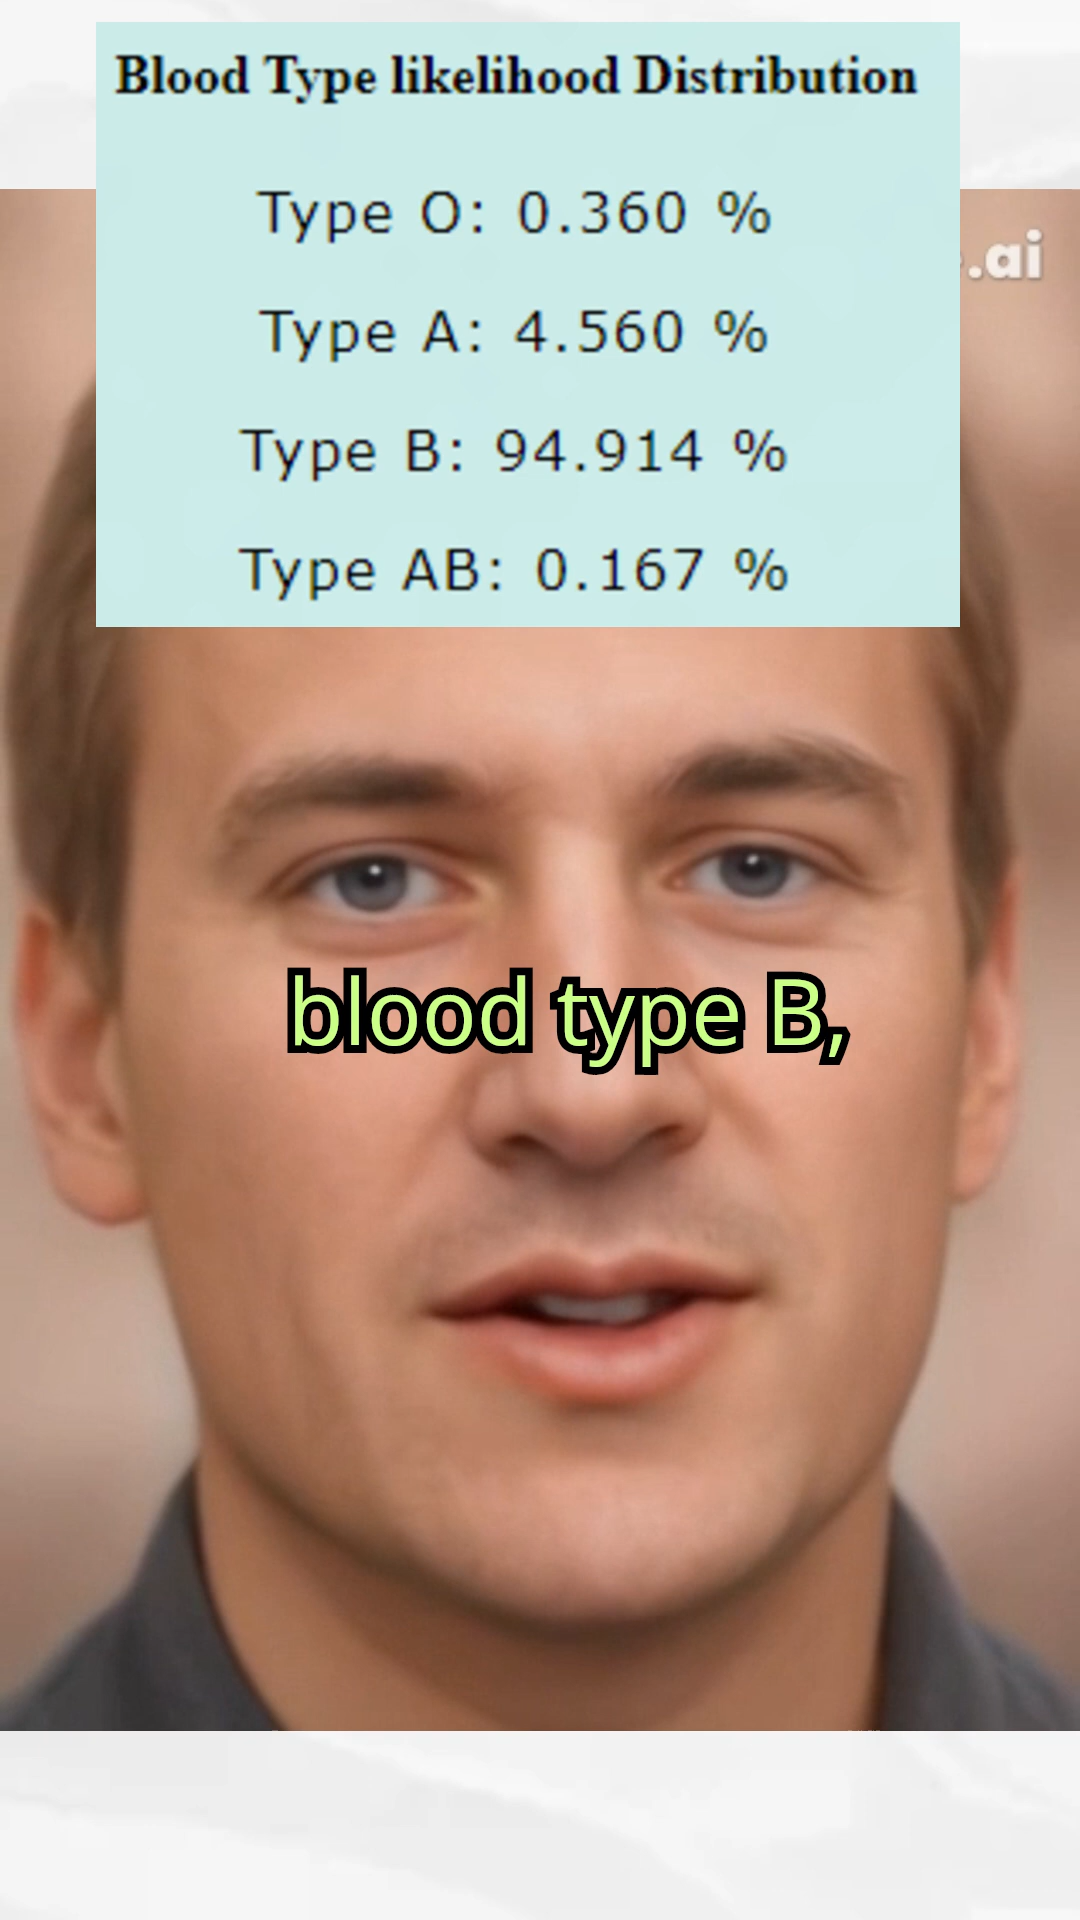 Blood Type likelihood Distribution
Type O: 0.360 %
.ai
Type A: 4.560 %
Type B: 94.914 %
Type AB: 0.167 %
blood type B,